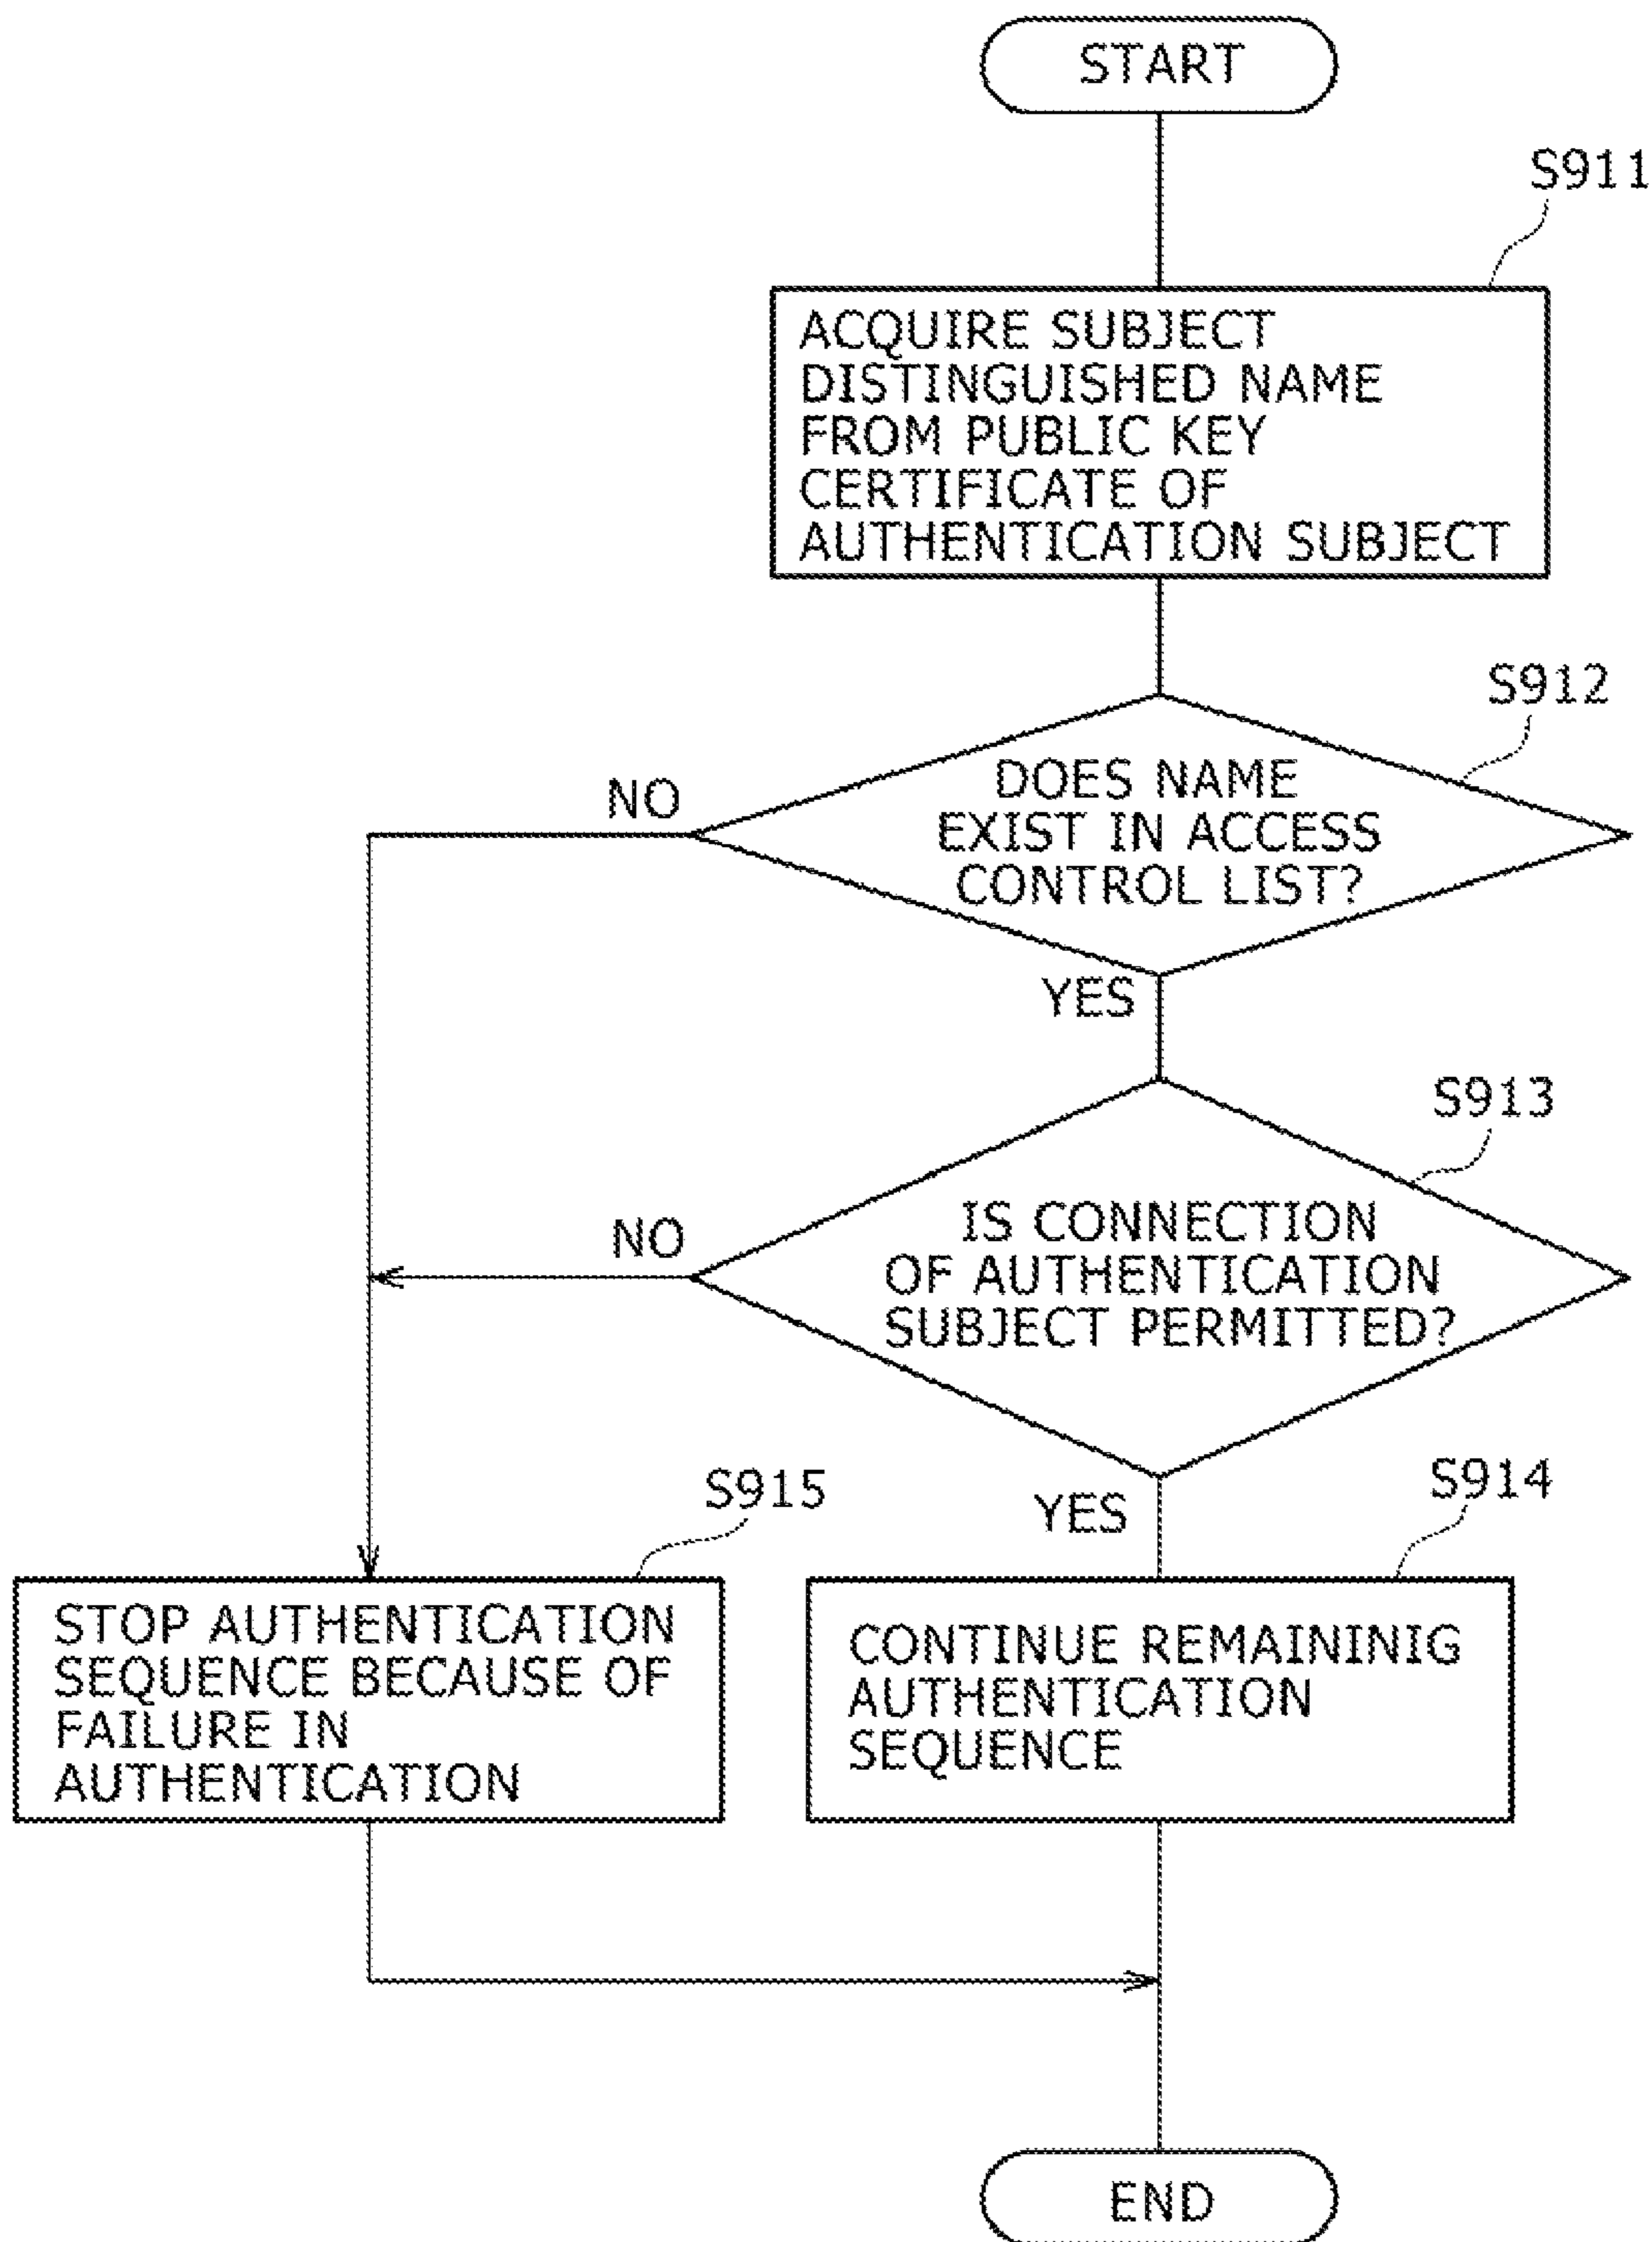 START
S911
ACQUIRE SUBJECT
DISTINGUISHED NAME
FROM PUBLIC KEY
CERTIFICATE OF
AUTHENTICATION SUBJECT
S912
DOES NAME
EXIST IN ACCESS
CONTROL LIST?
NO
YES
S913
IS CONNECTION
OF AUTHENTICATION
SUBJECT PERMITTED?
NO
YES
S915
STOP AUTHENTICATION
SEQUENCE BECAUSE OF
FAILURE IN
AUTHENTICATION
S914
CONTINUE REMAININIG
AUTHENTICATION
SEQUENCE
END